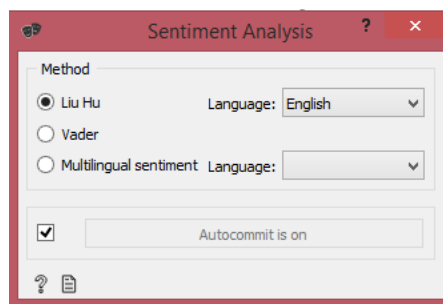 Sentiment Analysis ? ×
Method
Liu Hu Language: English
Vader
Multilingual sentiment Language:
Autocommit is on
?